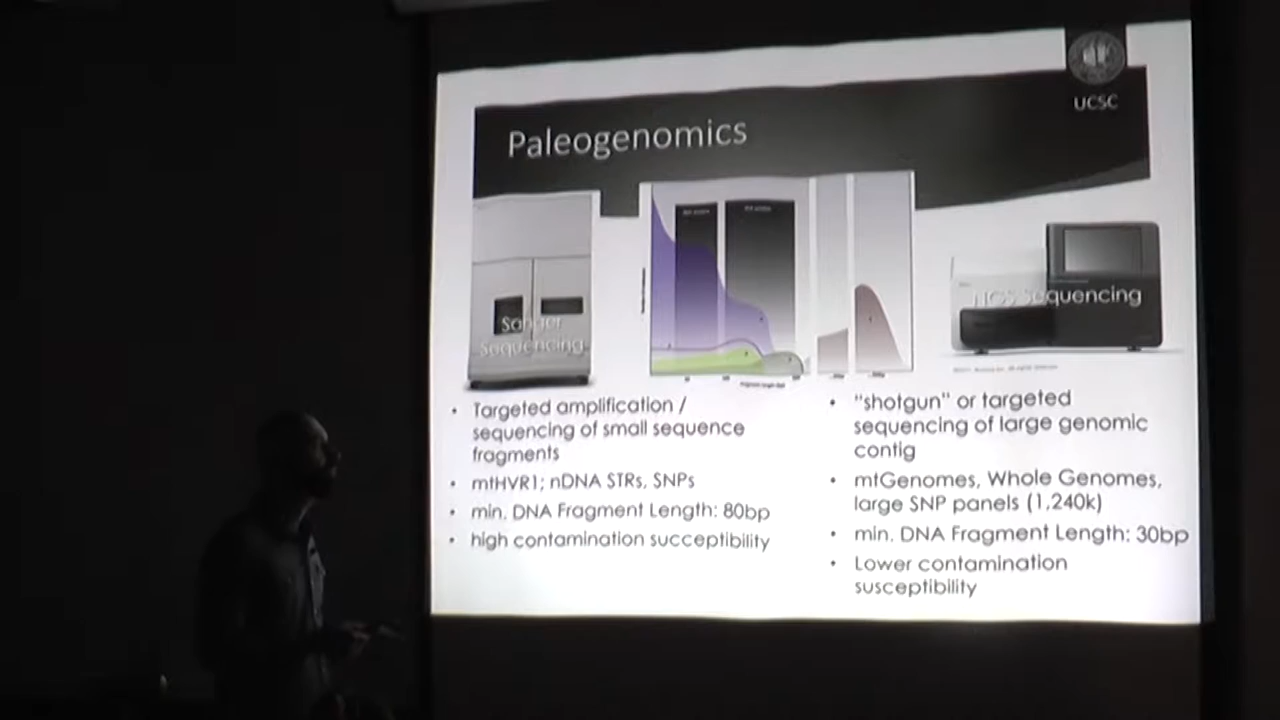 UCSC
Paleogenomics
Sanger
Sequencing
NGS Sequencing
• Targeted amplification /
sequencing of small sequence
fragments
• mtHVR1; nDNA STRs, SNPs
• min. DNA Fragment Length: 80bp
• high contamination succeptibility
• "shotgun" or targeted
sequencing of large genomic
contig
• mtGenomes, Whole Genomes,
large SNP panels (1,240k)
• min. DNA Fragment Length: 30bp
• Lower contamination
susceptibility